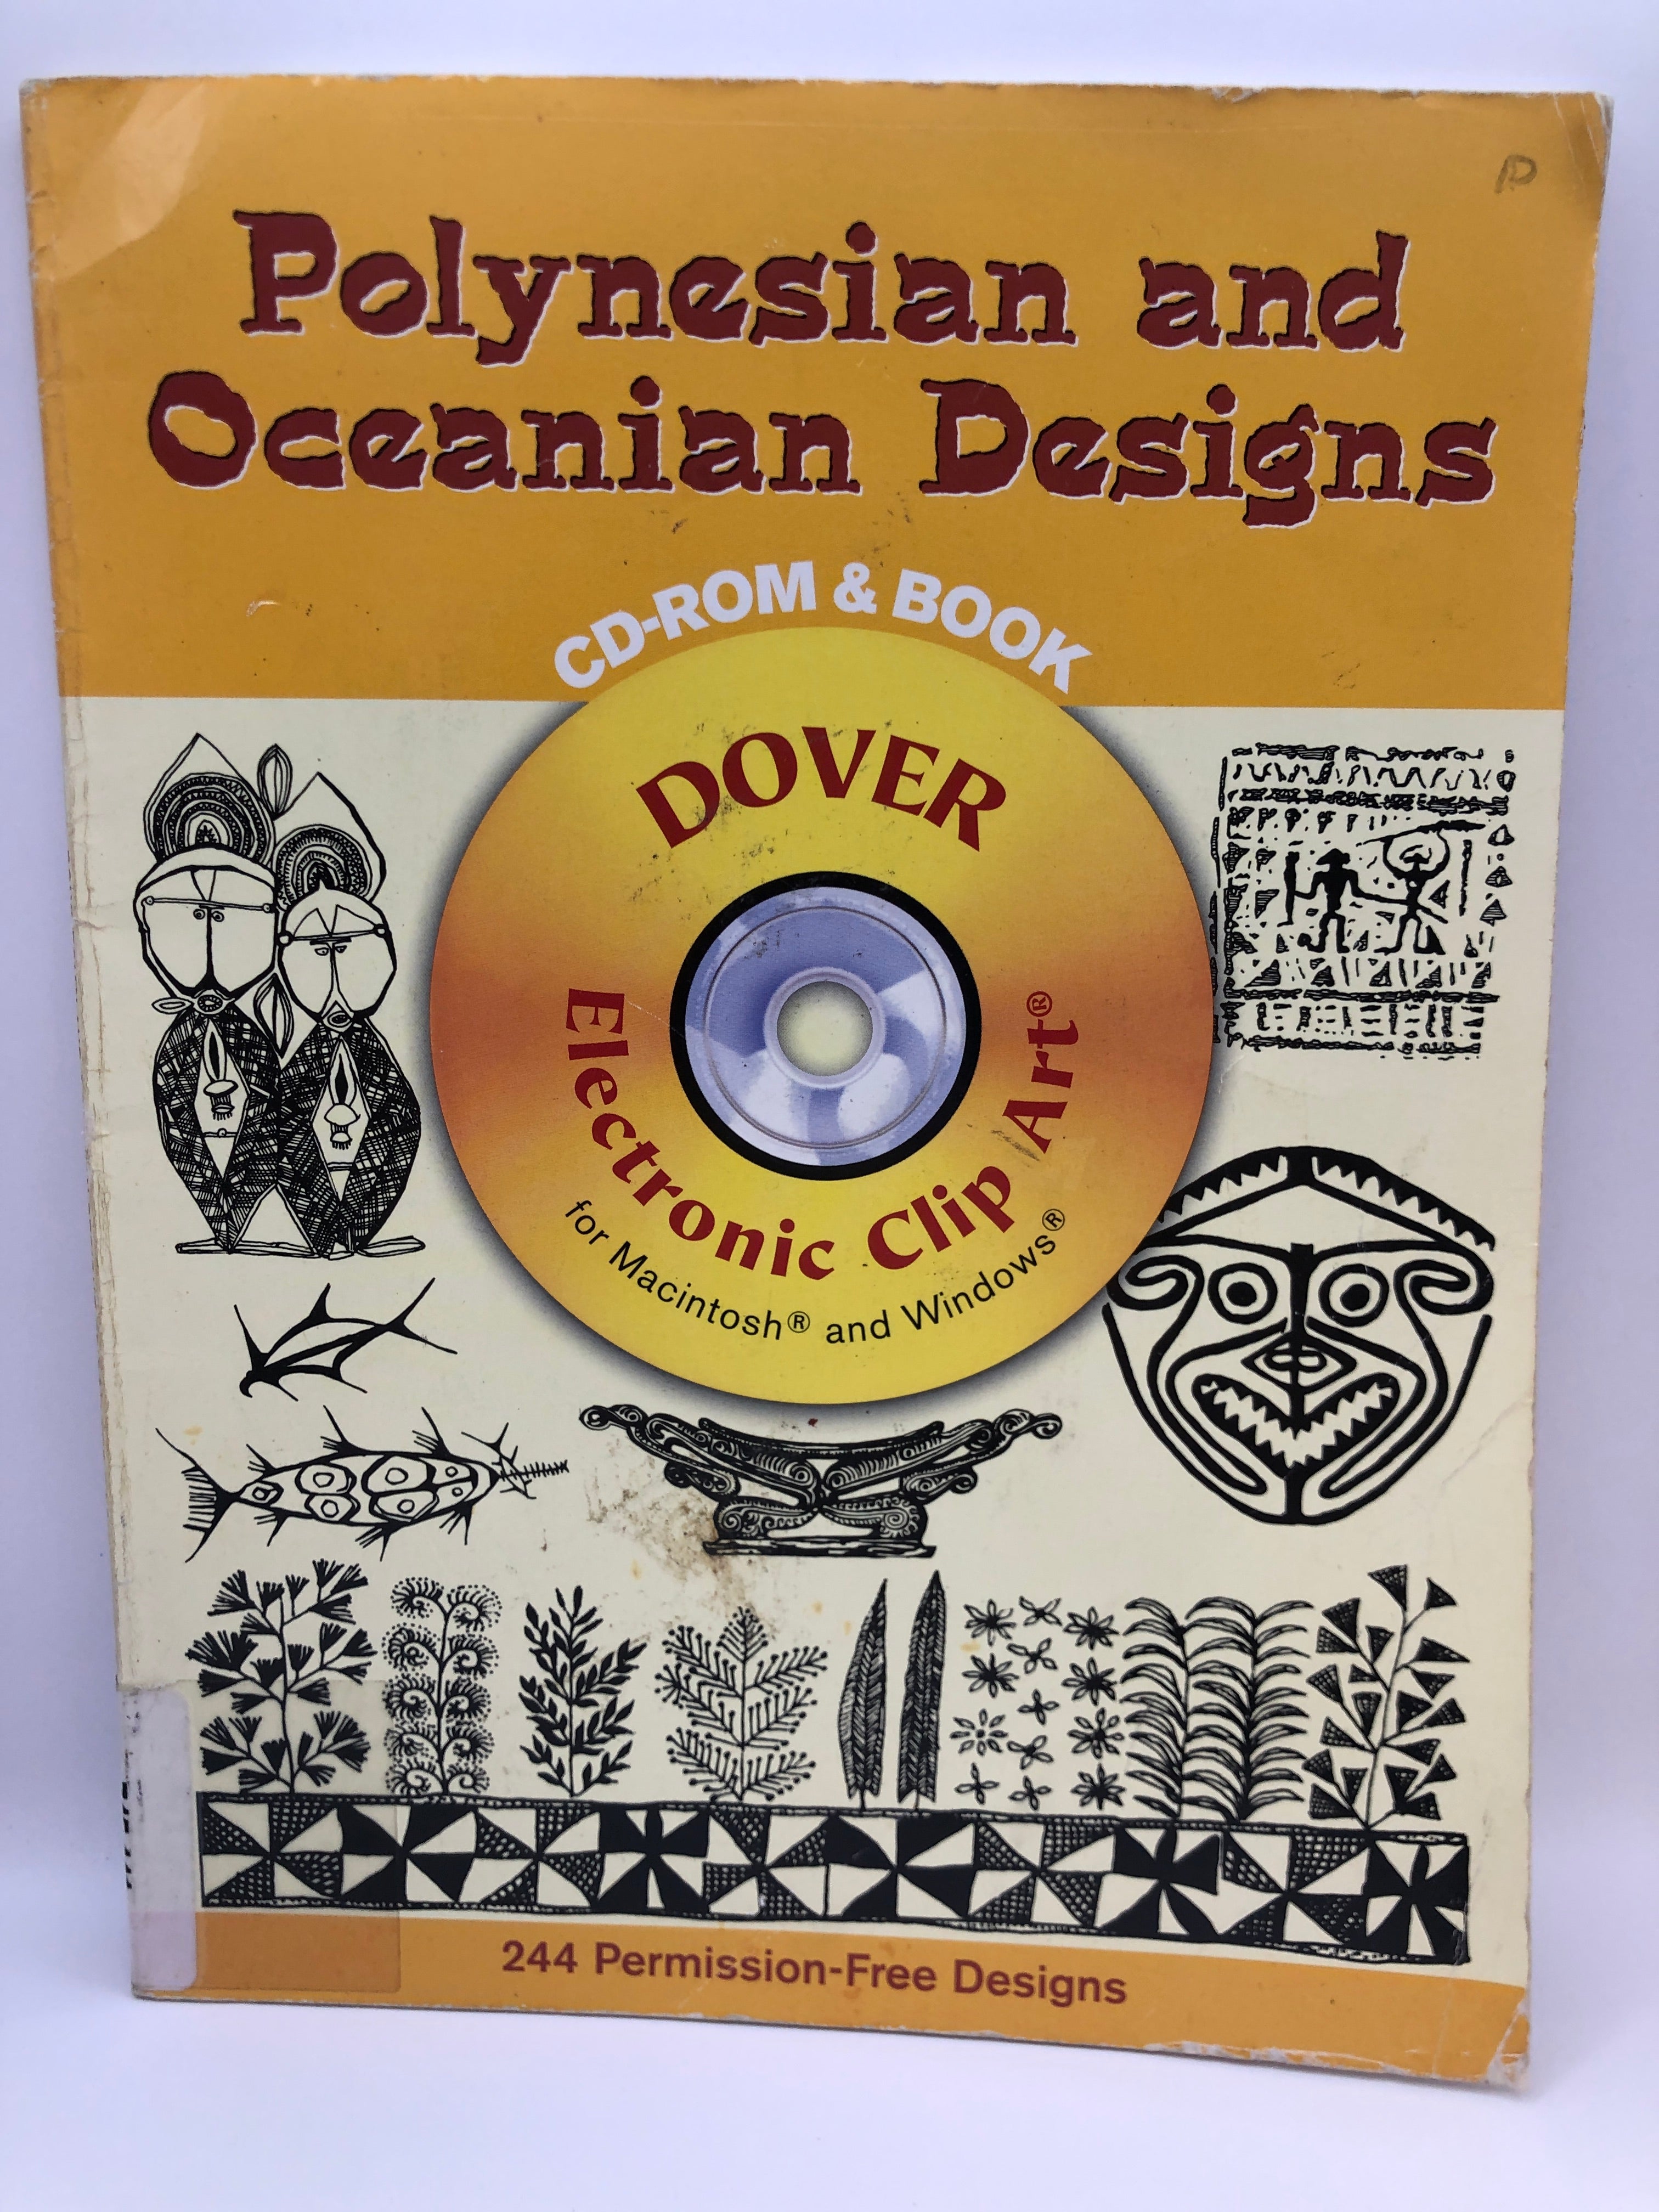 Polynesian and
Oceanian Designs
CD-ROM & BOOK
DOVER
Electronic Clip Art®
for Macintosh® and Windows®
244 Permission-Free Designs